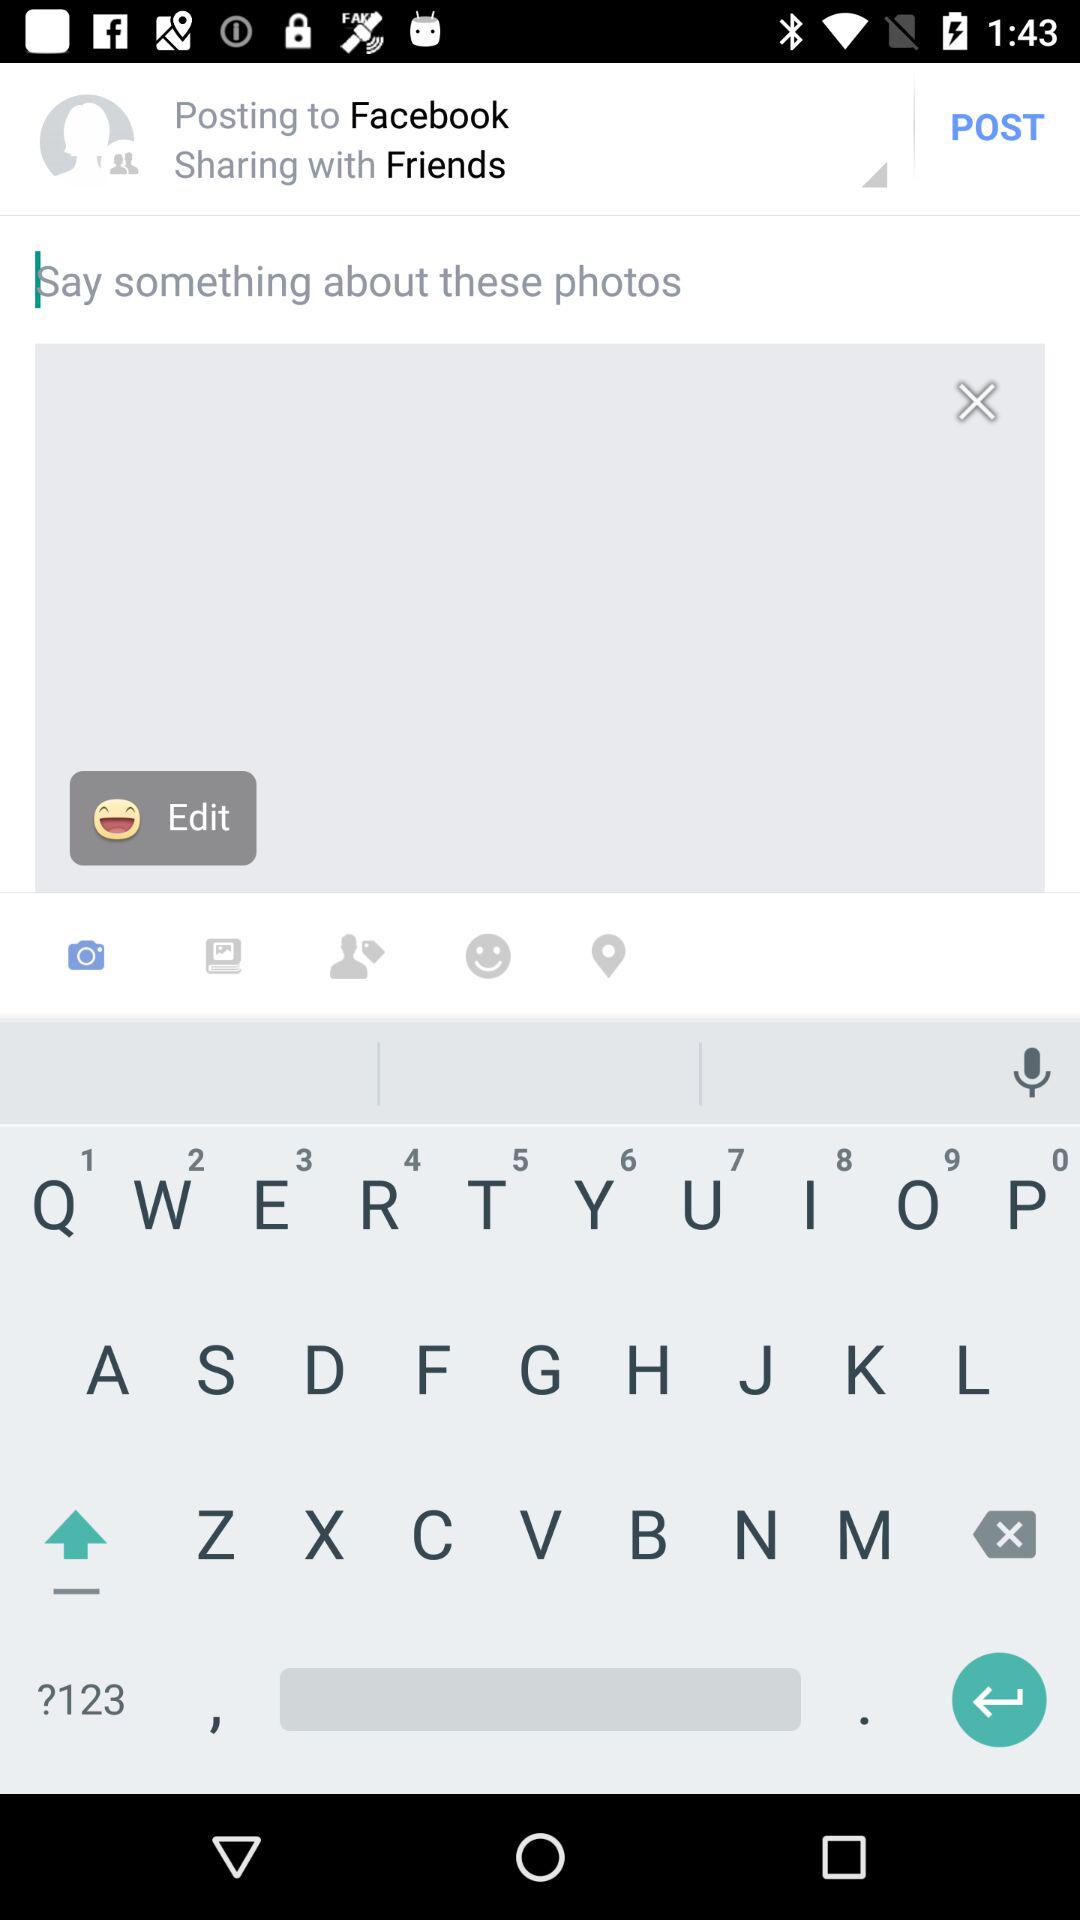 FAKE 1:43
Posting to Facebook
Sharing with Friends
POST
Say something about these photos
Edit
1 2 3 4 5 6 7 8 9 0
Q W E R T Y U I O P
A S D F G H J K L
Z X C V B N M
?123 , .